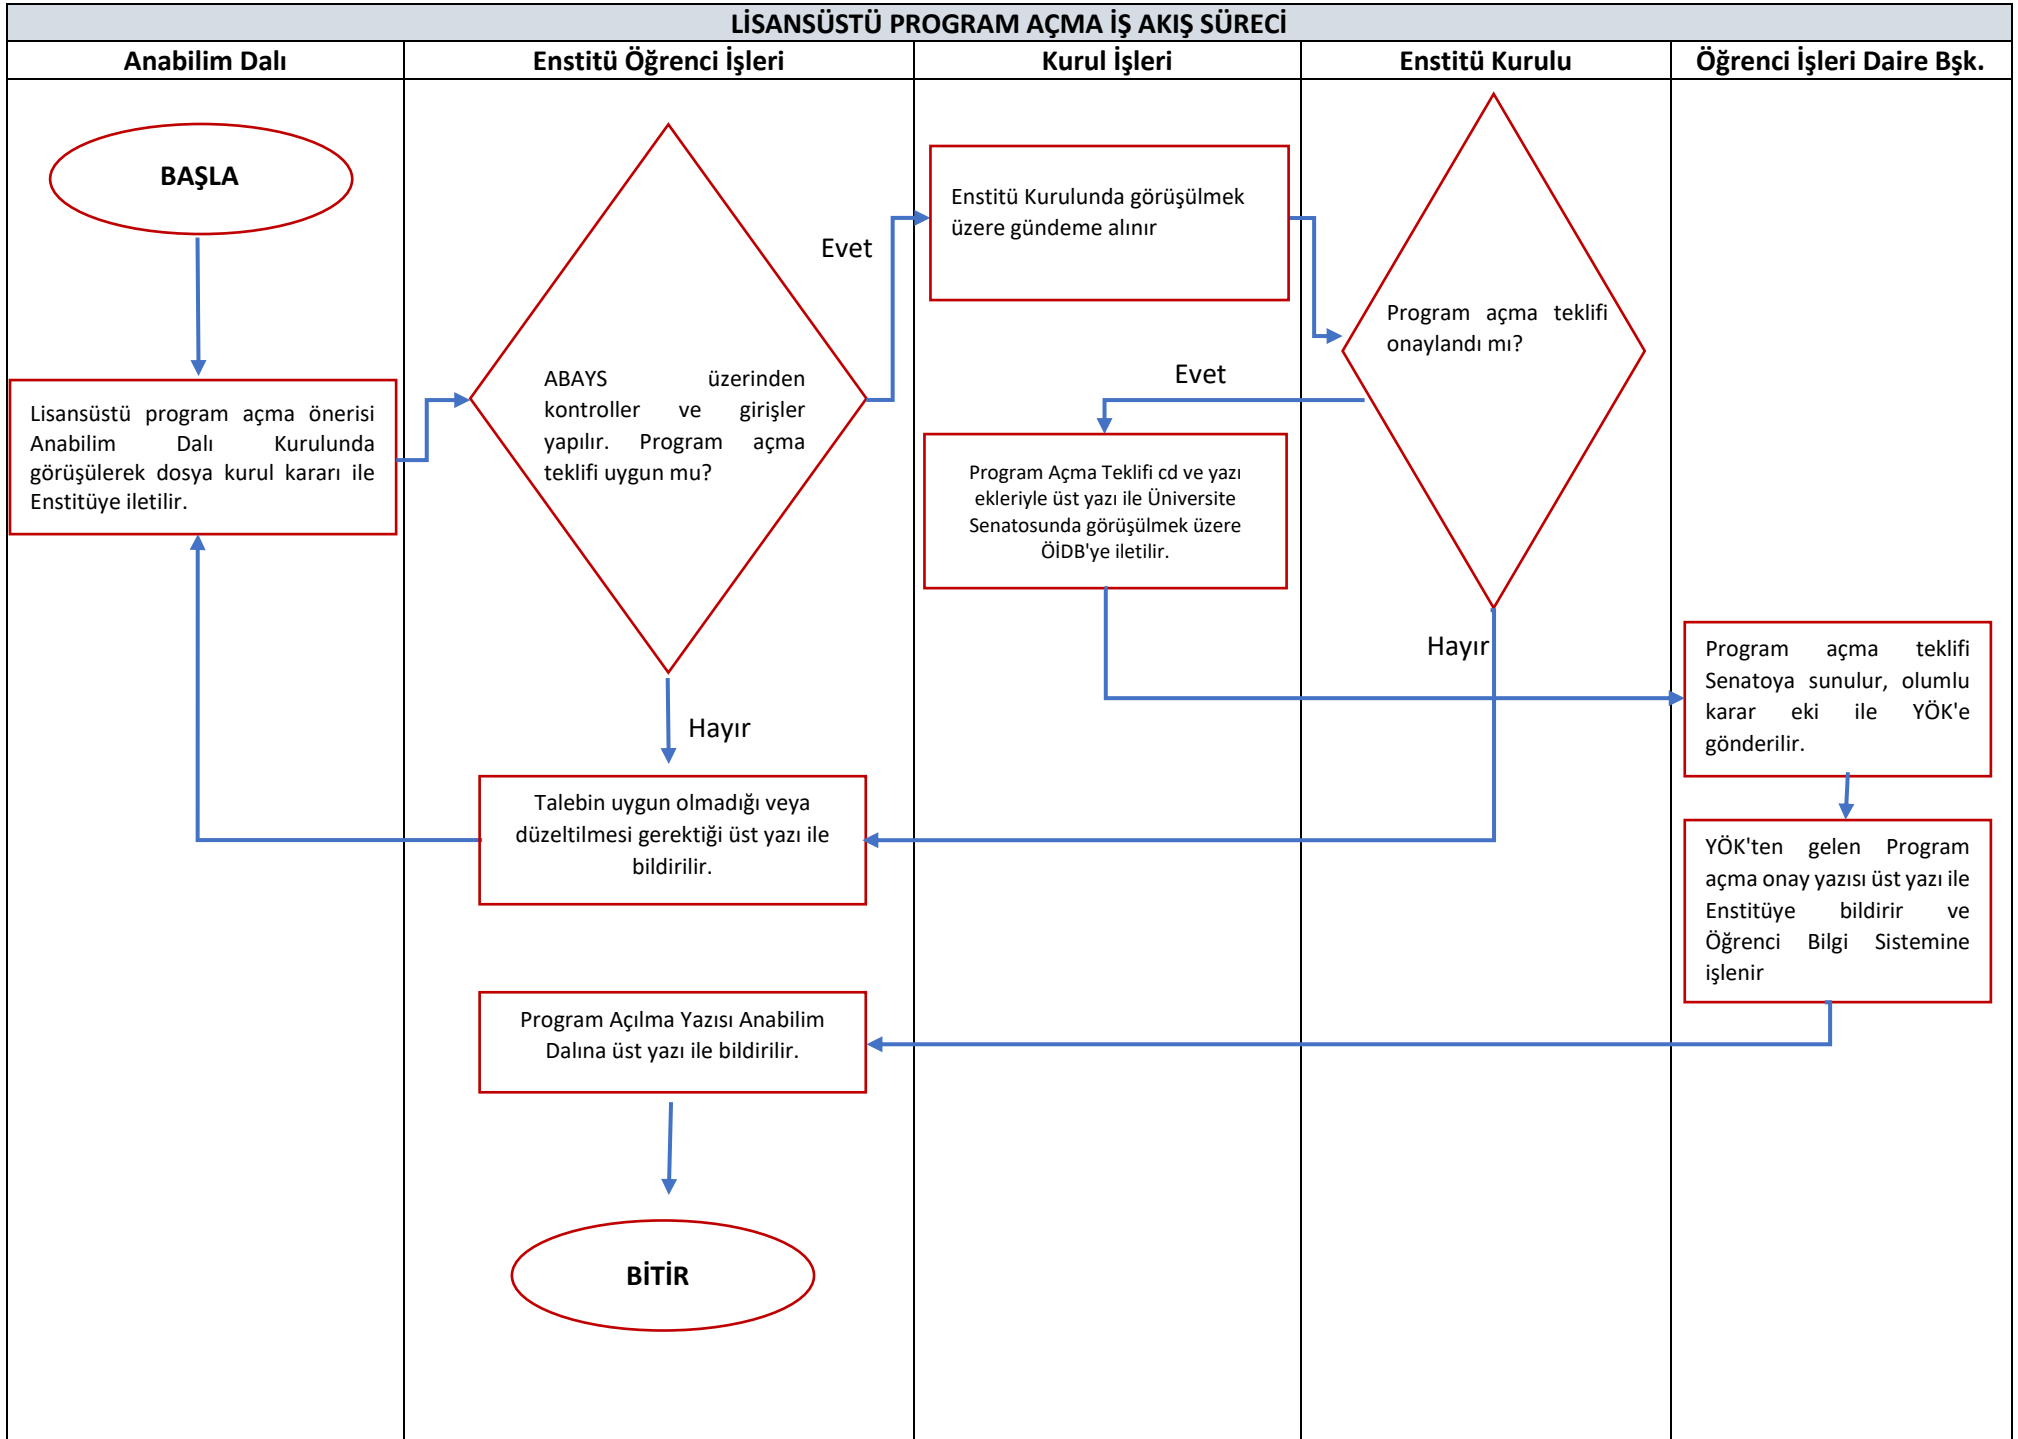 LİSANSÜSTÜ PROGRAM AÇMA İŞ AKIŞ SÜRECİ
Anabilim Dalı
Enstitü Öğrenci İşleri
Kurul İşleri
Enstitü Kurulu
Öğrenci İşleri Daire Bşk.
BAŞLA
Lisansüstü program açma önerisi
Anabilim Dalı Kurulunda
görüşülerek dosya kurul kararı ile
Enstitüye iletilir.
ABAYS üzerinden
kontroller ve girişler
yapılır. Program açma
teklifi uygun mu?
Evet
Enstitü Kurulunda görüşülmek
üzere gündeme alınır
Program açma teklifi
onaylandı mı?
Evet
Program Açma Teklifi cd ve yazı
ekleriyle üst yazı ile Üniversite
Senatosunda görüşülmek üzere
ÖİDB'ye iletilir.
Hayır
Program açma teklifi
Senatoya sunulur, olumlu
karar eki ile YÖK'e
gönderilir.
Hayır
Talebin uygun olmadığı veya
düzeltilmesi gerektiği üst yazı ile
bildirilir.
YÖK'ten gelen Program
açma onay yazısı üst yazı ile
Enstitüye bildirir ve
Öğrenci Bilgi Sistemine
işlenir
Program Açılma Yazısı Anabilim
Dalına üst yazı ile bildirilir.
BİTİR